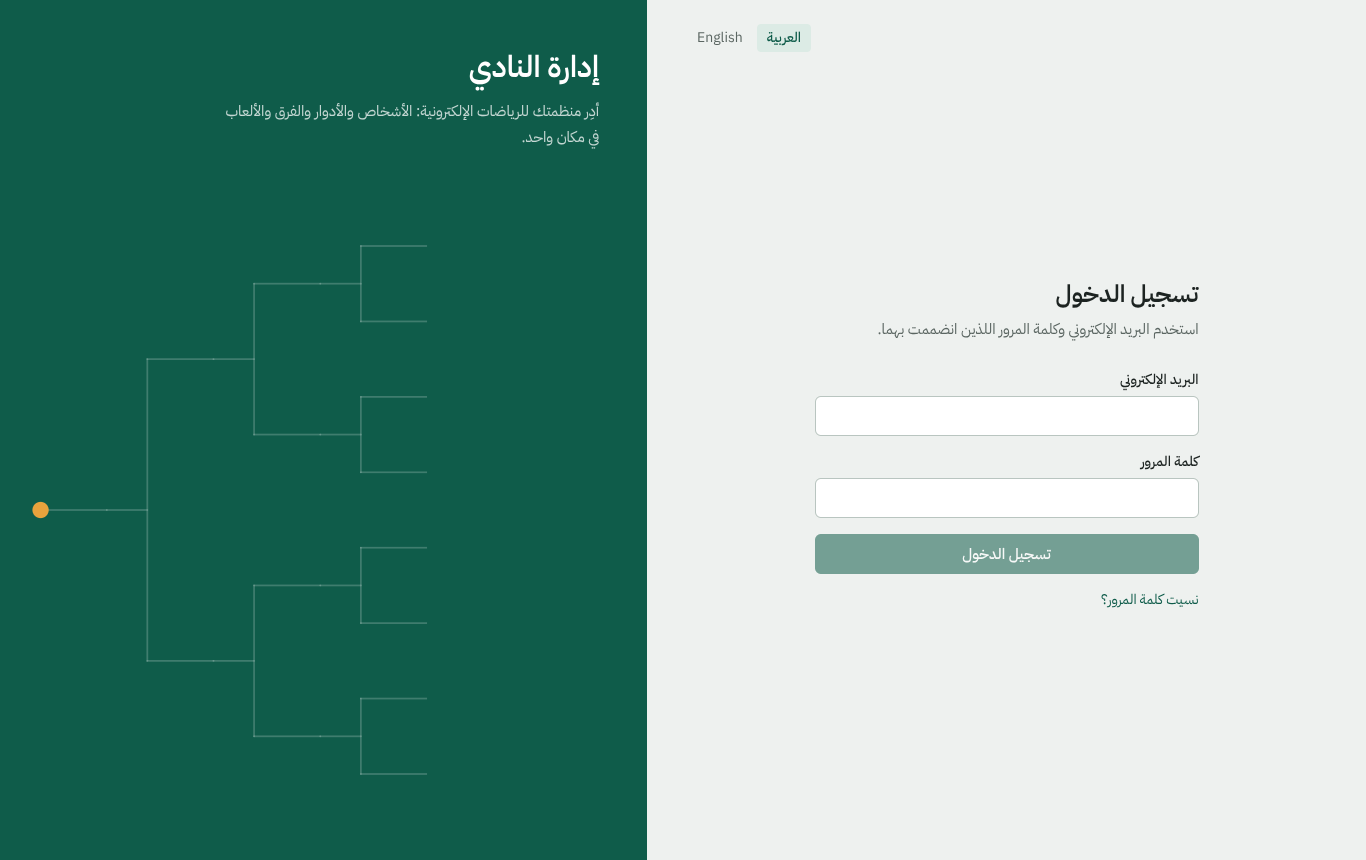 العربية
English
تسجيل الدخول
استخدم البريد الإلكتروني وكلمة المرور اللذين انضممت بهما.
البريد الإلكتروني
كلمة المرور
تسجيل الدخول
نسيت كلمة المرور؟
إدارة النادي
أدِر منظمتك للرياضات الإلكترونية: الأشخاص والأدوار والفرق والألعاب
في مكان واحد.